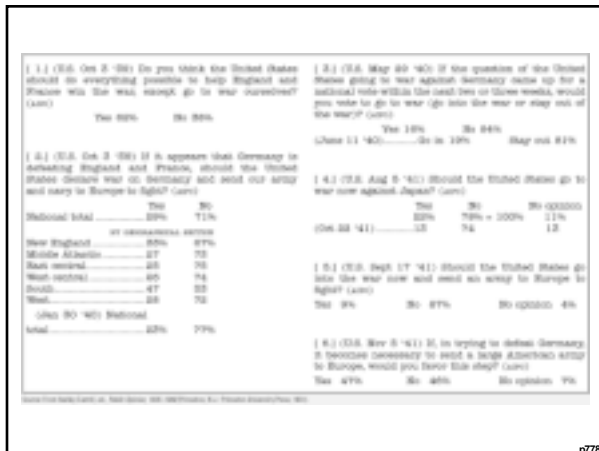 [ 1.] (U.S. Oct 3 '39) Do you think the United States
should do everything possible to help England and
France win the war, except go to war ourselves?
(AIPO)
Yes 62% No 38%
[ 2.] (U.S. Oct 3 '39) If it appears that Germany is
defeating England and France, should the United
States declare war on Germany and send our army
and navy to Europe to fight? (AIPO)
Yes No
National total 29% 71%
BY GEOGRAPHICAL SECTION
New England 33% 67%
Middle Atlantic 27 73
East central 25 75
West central 26 74
South 47 53
West 28 72
(Jan 30 '40) National
total 23% 77%
[ 3.] (U.S. May 29 '40) If the question of the United
States going to war against Germany came up for a
national vote within the next two or three weeks, would
you vote to go to war (go into the war or stay out of
the war)? (AIPO)
Yes 16% No 84%
(June 11 '40) Go in 19% Stay out 81%
[ 4.] (U.S. Aug 5 '41) Should the United States go to
war now against Japan? (AIPO)
Yes No No opinion
22% 78% = 100% 11%
(Oct 22 '41) 13 74 13
[ 5.] (U.S. Sept 17 '41) Should the United States go
into the war now and send an army to Europe to
fight? (AIPO)
Yes 9% No 87% No opinion 4%
[ 6.] (U.S. Nov 5 '41) If, in trying to defeat Germany,
it becomes necessary to send a large American army
to Europe, would you favor this step? (AIPO)
Yes 47% No 46% No opinion 7%
p778